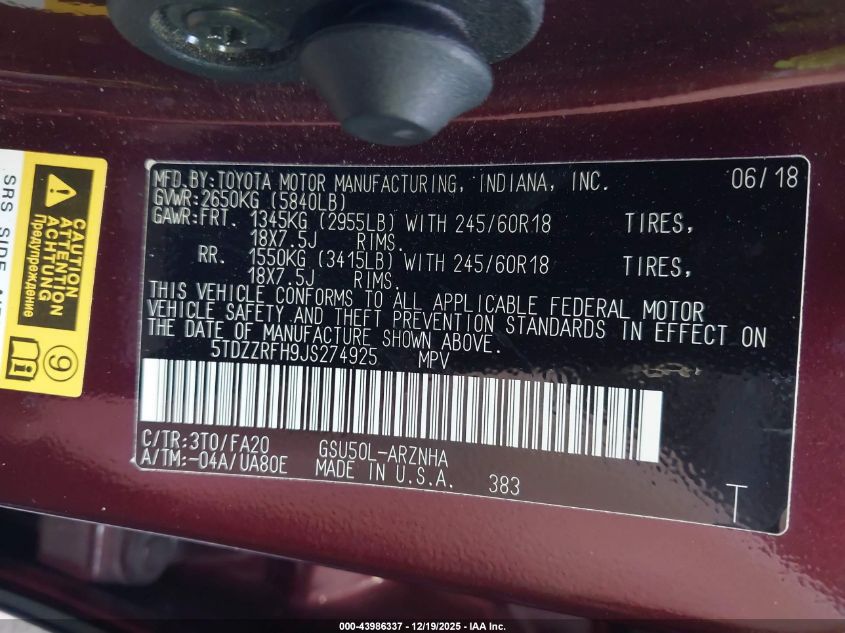 MFD.BY:TOYOTA MOTOR MANUFACTURING, INDIANA, INC. 06/18
GVWR:2650KG (5840LB)
GAWR:FRT. 1345KG (2955LB) WITH 245/60R18 TIRES,
18X7.5J RIMS.
RR. 1550KG (3415LB) WITH 245/60R18 TIRES,
18X7.5J RIMS.
THIS VEHICLE CONFORMS TO ALL APPLICABLE FEDERAL MOTOR
VEHICLE SAFETY AND THEFT PREVENTION STANDARDS IN EFFECT ON
THE DATE OF MANUFACTURE SHOWN ABOVE.
5TDZZRFH9JS274925 MPV
C/TR:3T0/FA20 GSU50L-ARZNHA
A/TM:-04A/UA80E MADE IN U.S.A. 383
T
CAUTION
ATTENTION
ACHTUNG
Предупреждение
9
SRS SIDE
000-43986337 - 12/19/2025 - IAA Inc.